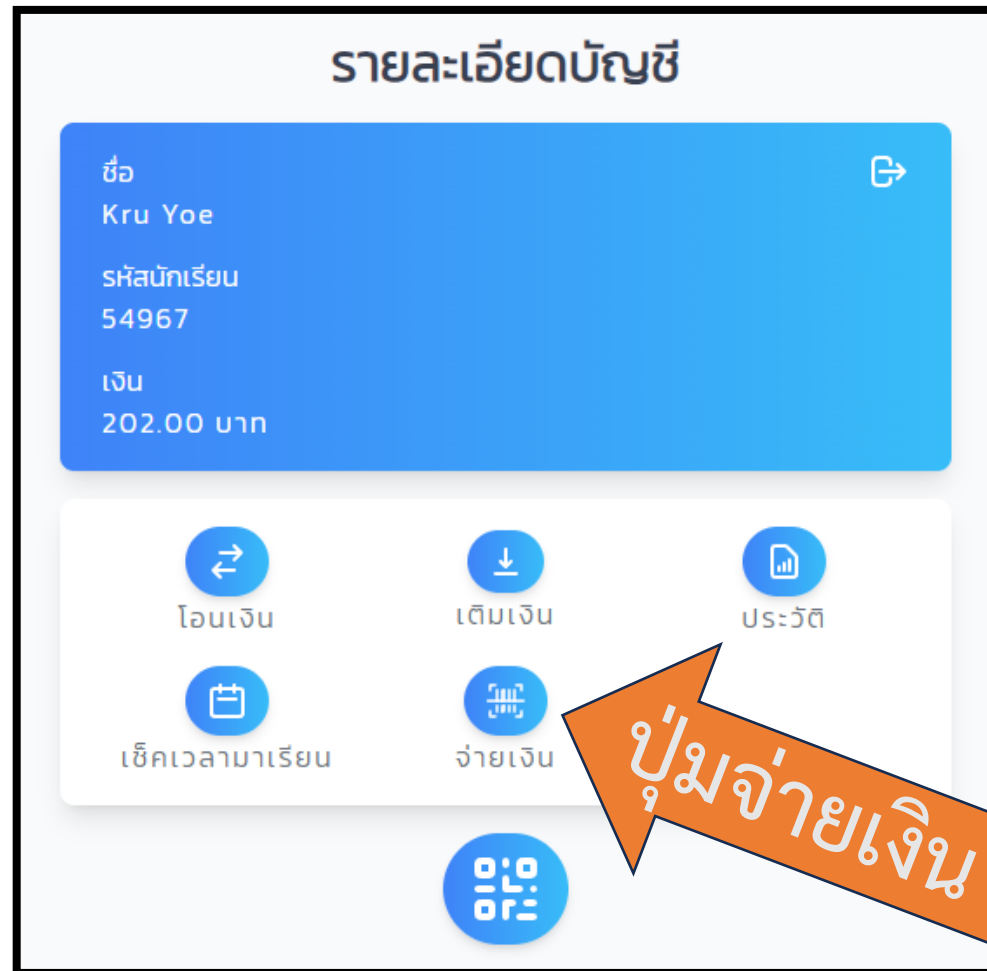 รายละเอียดบัญชี
ชื่อ
Kru Yoe
รหัสนักเรียน
54967
เงิน
202.00 บาท
โอนเงิน
เติมเงิน
ประวัติ
เช็คเวลามาเรียน
จ่ายเงิน
ปุ่มจ่ายเงิน